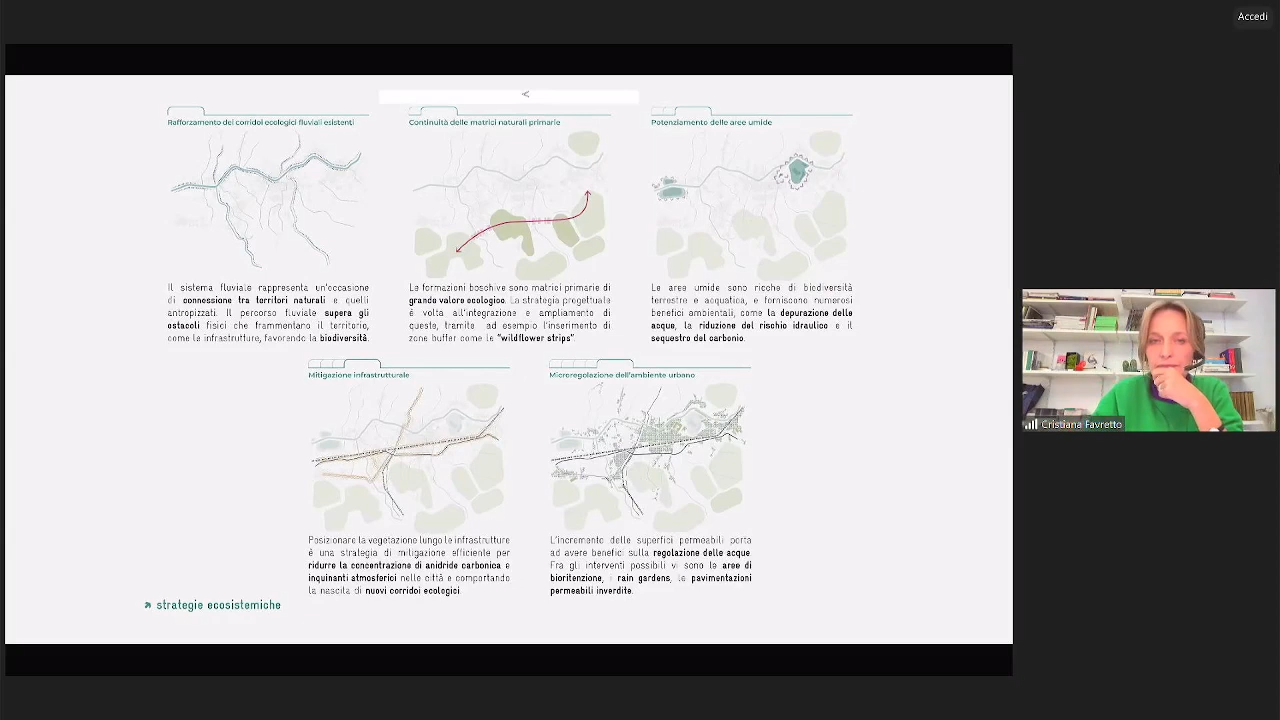 Accedi
<
Rafforzamento dei corridoi ecologici fluviali esistenti
Il sistema fluviale rappresenta un'occasione
di connessione tra territori naturali e quelli
antropizzati. Il percorso fluviale supera gli
ostacoli fisici che frammentano il territorio,
come le infrastrutture, favorendo la biodiversità.
Continuità delle matrici naturali primarie
Le formazioni boschive sono matrici primarie di
grande valore ecologico. La strategia progettuale
è volta all'integrazione e ampliamento di
queste, tramite ad esempio l'inserimento di
zone buffer come le "wildflower strips".
Potenziamento delle aree umide
Le aree umide sono ricche di biodiversità
terrestre e acquatica, e forniscono numerosi
benefici ambientali, come la depurazione delle
acque, la riduzione del rischio idraulico e il
sequestro del carbonio.
Mitigazione infrastrutturale
Posizionare la vegetazione lungo le infrastrutture
è una strategia di mitigazione efficiente per
ridurre la concentrazione di anidride carbonica e
inquinanti atmosferici nelle città e comportando
la nascita di nuovi corridoi ecologici.
Microregolazione dell'ambiente urbano
L'incremento delle superfici permeabili porta
ad avere benefici sulla regolazione delle acque.
Fra gli interventi possibili vi sono le aree di
bioritenzione, i rain gardens, le pavimentazioni
permeabili inverdite.
strategie ecosistemiche
Cristiana Favretto